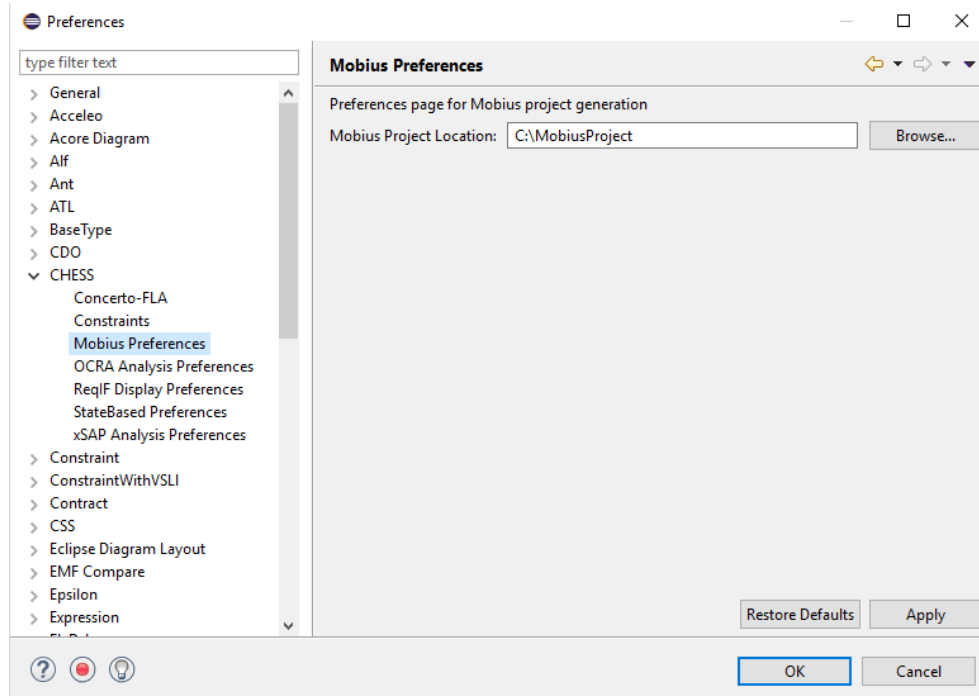 Preferences
type filter text
General
Acceleo
Acore Diagram
Alf
Ant
ATL
BaseType
CDO
CHESS
Concerto-FLA
Constraints
Mobius Preferences
OCRA Analysis Preferences
ReqIF Display Preferences
StateBased Preferences
xSAP Analysis Preferences
Constraint
ConstraintWithVSLI
Contract
CSS
Eclipse Diagram Layout
EMF Compare
Epsilon
Expression
Mobius Preferences
Preferences page for Mobius project generation
Mobius Project Location: C:\MobiusProject Browse...
Restore Defaults Apply
OK Cancel